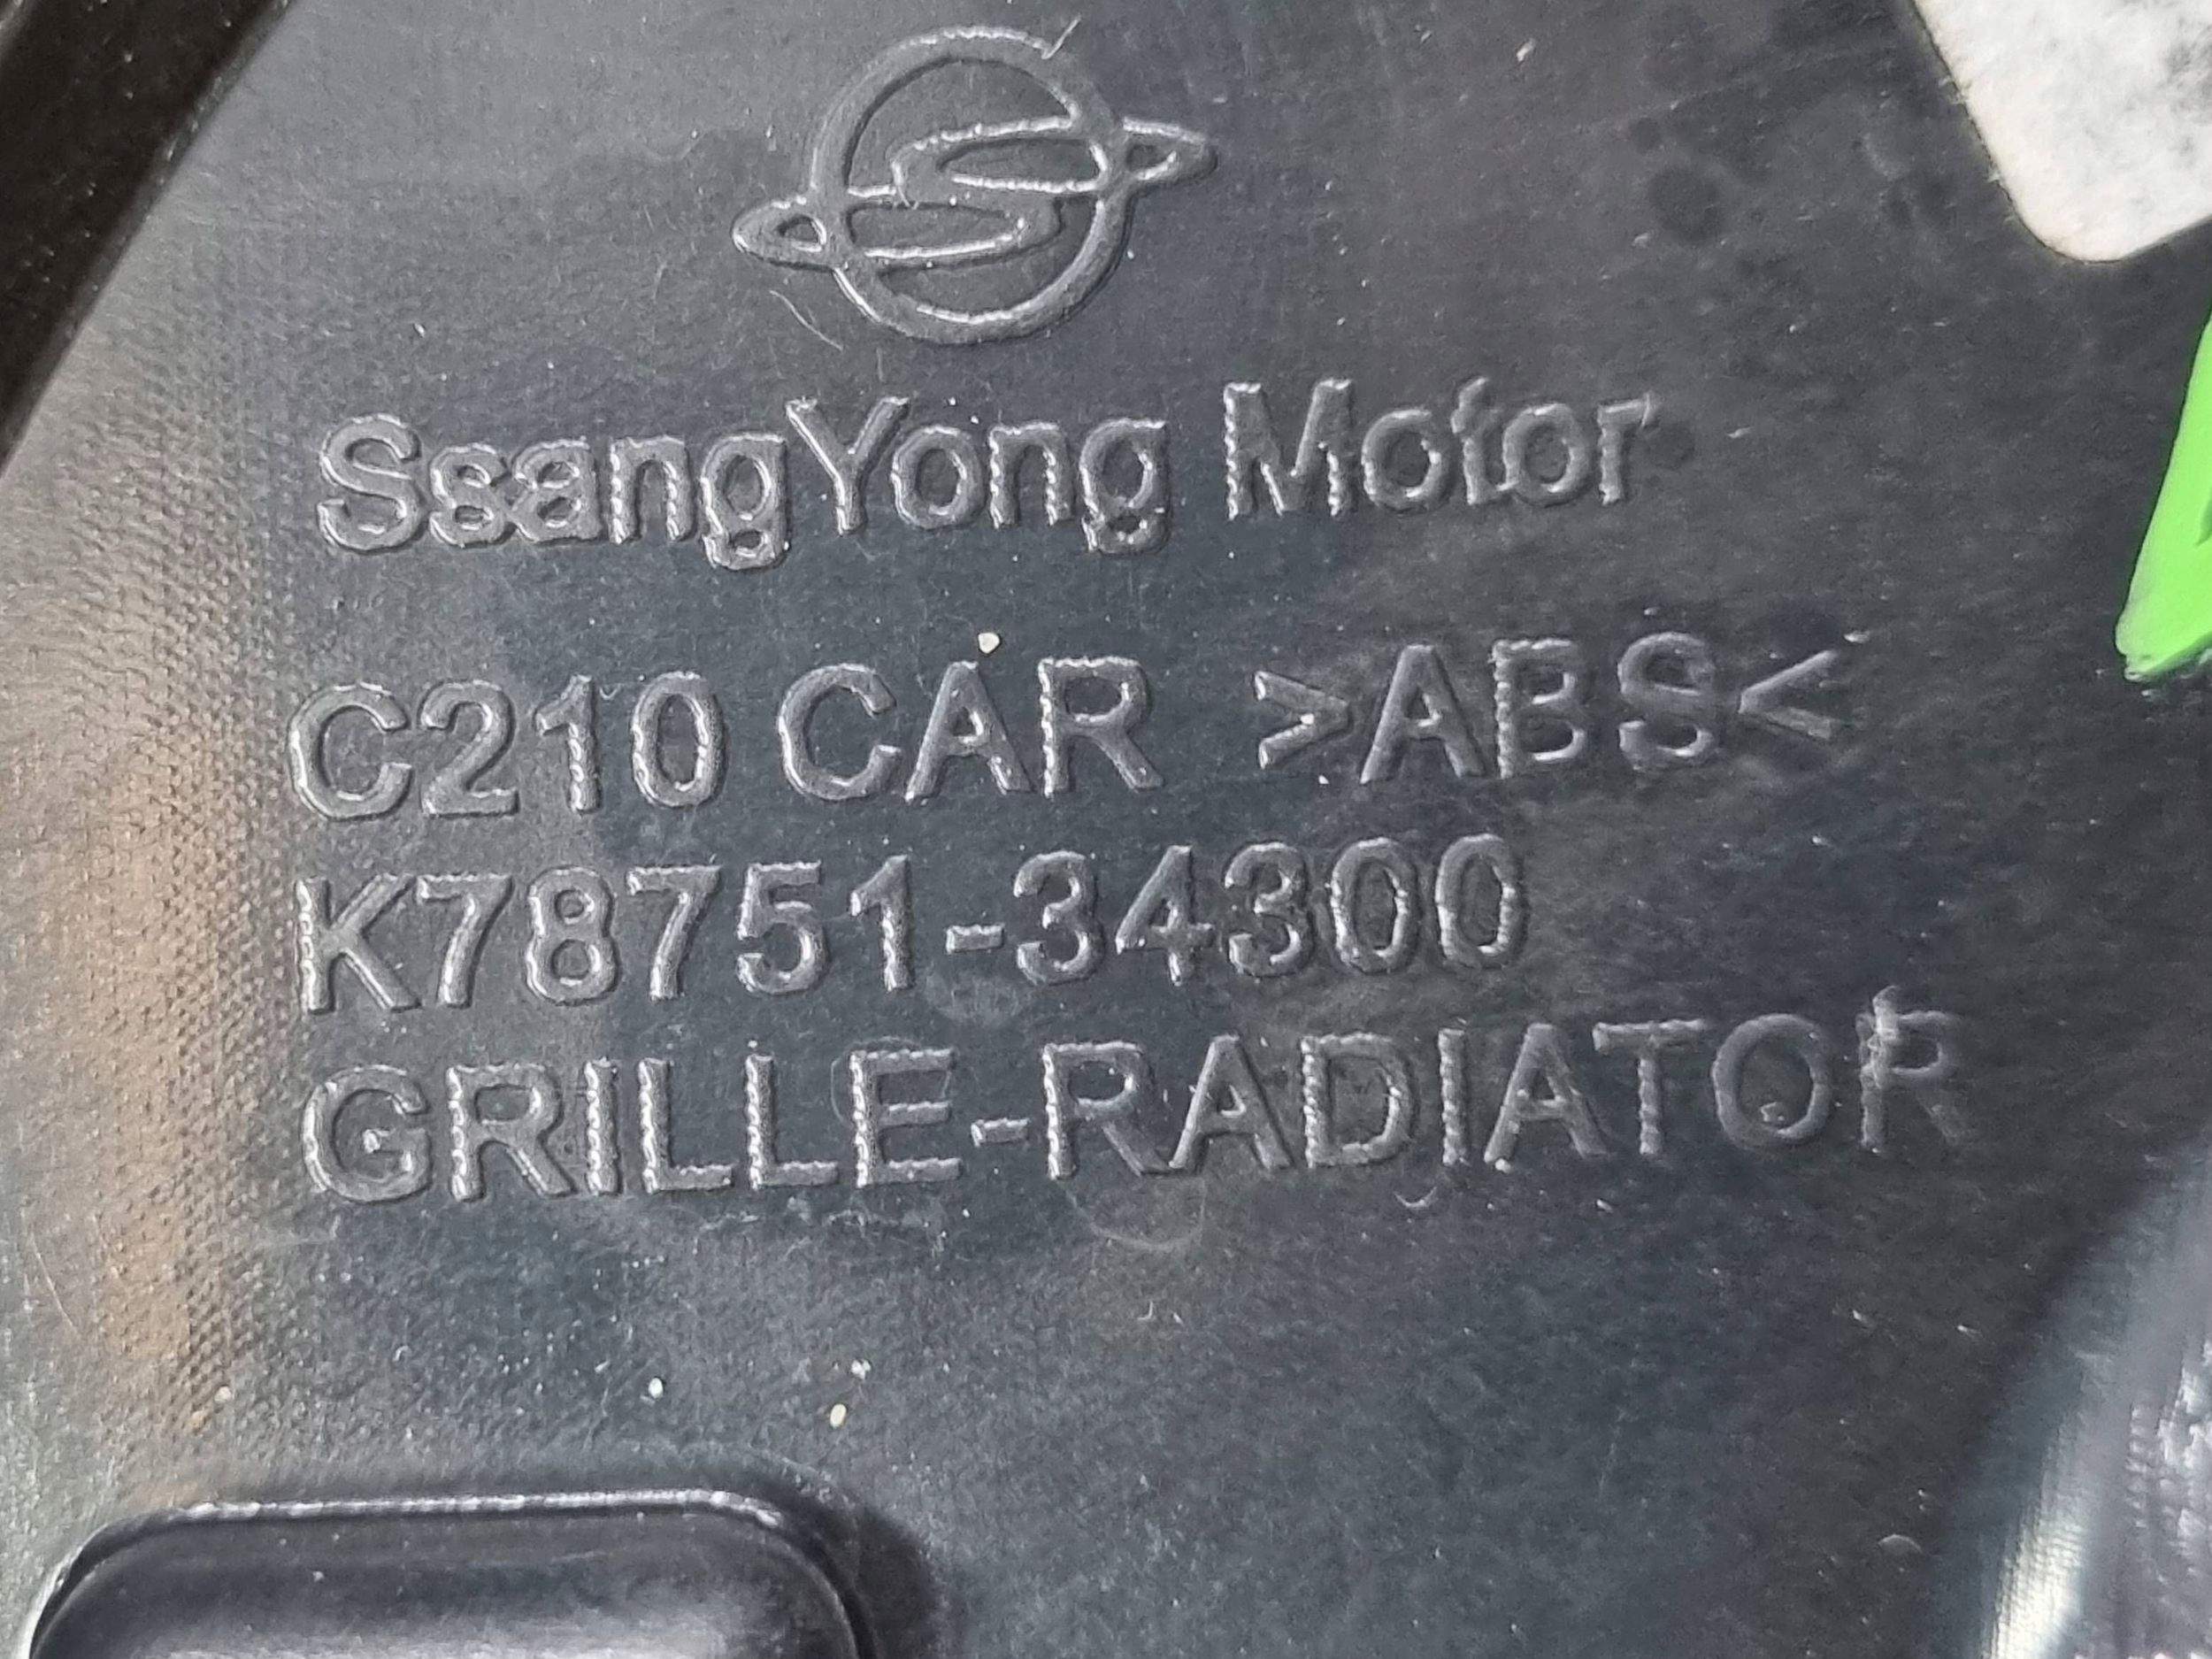 SsangYong Motor
C210 CAR >ABS<
K78751-34300
GRILLE-RADIATOR